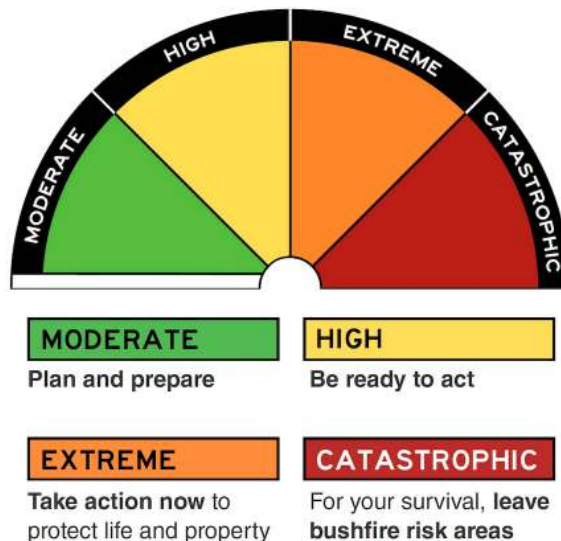 MODERATE
HIGH
EXTREME
CATASTROPHIC
MODERATE
Plan and prepare
HIGH
Be ready to act
EXTREME
Take action now to
protect life and property
CATASTROPHIC
For your survival, leave
bushfire risk areas